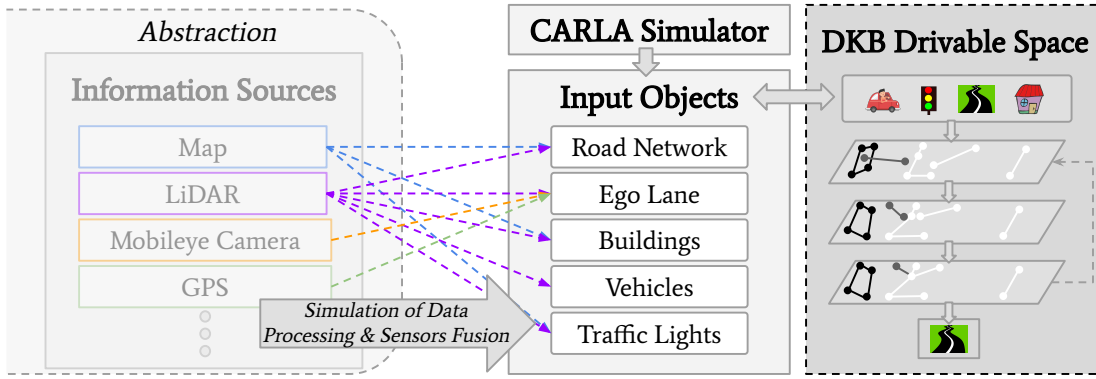 Abstraction
Information Sources
Map
LiDAR
Mobileye Camera
GPS
Simulation of Data
Processing & Sensors Fusion
CARLA Simulator
Input Objects
Road Network
Ego Lane
Buildings
Vehicles
Traffic Lights
DKB Drivable Space